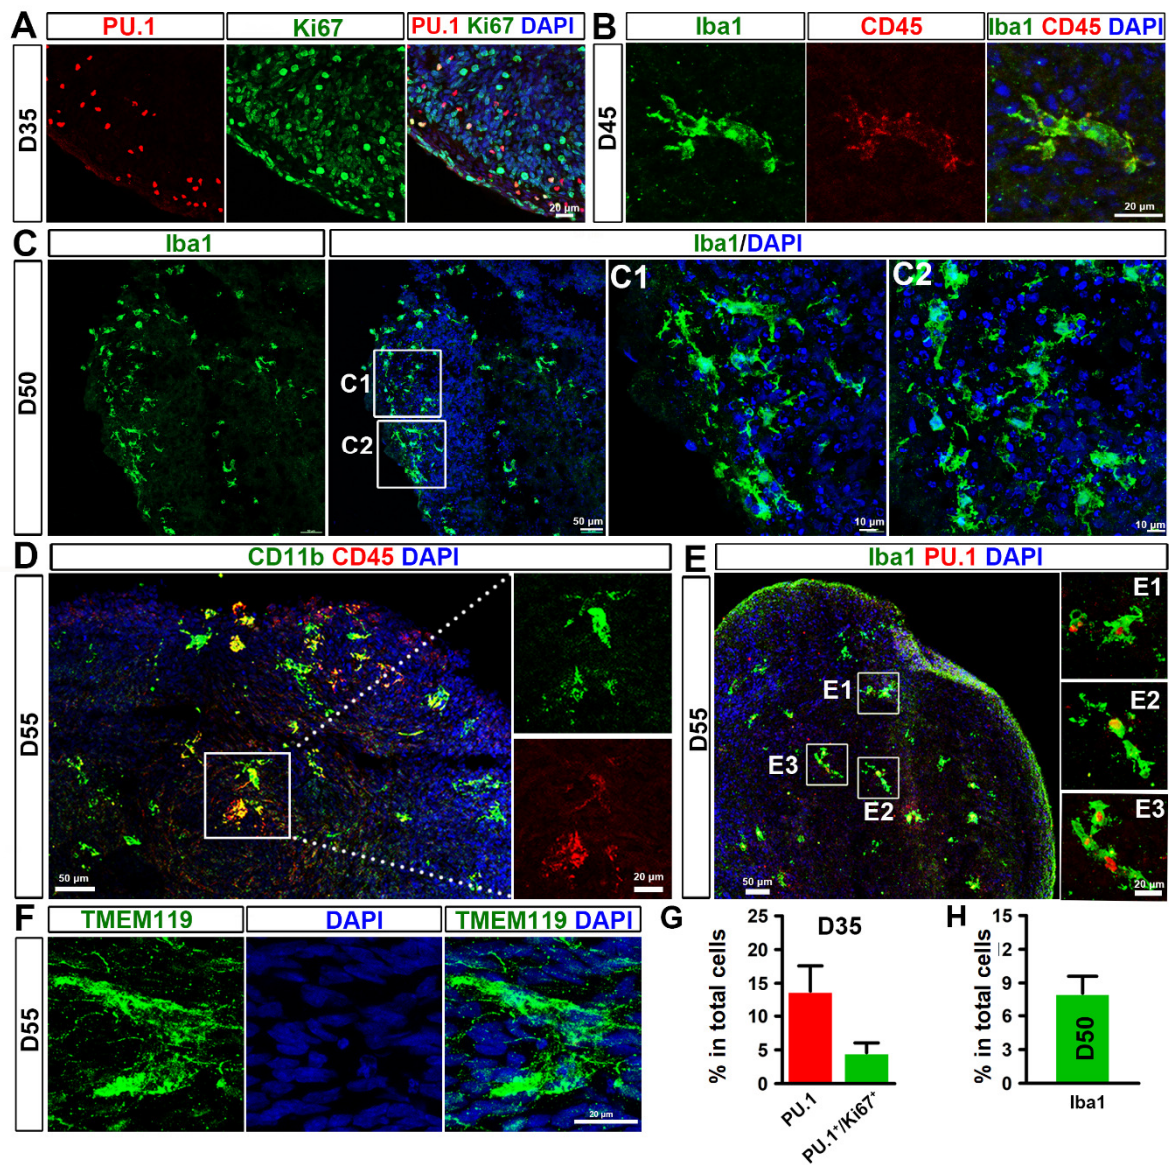 A
PU.1
Ki67
PU.1 Ki67 DAPI
D35
20 µm
B
Iba1
CD45
Iba1 CD45 DAPI
D45
20 µm
C
Iba1
Iba1/DAPI
D50
C1
C2
50 µm
C1
10 µm
C2
10 µm
D
CD11b CD45 DAPI
D55
50 µm
20 µm
E
Iba1 PU.1 DAPI
D55
E1
E3
E2
50 µm
E1
E2
E3
20 µm
F
TMEM119
DAPI
TMEM119 DAPI
D55
20 µm
G
D35
% in total cells
25
20
15
10
5
0
PU.1
PU.1⁺/Ki67⁺
H
% in total cells
15
12
9
6
3
0
D50
Iba1